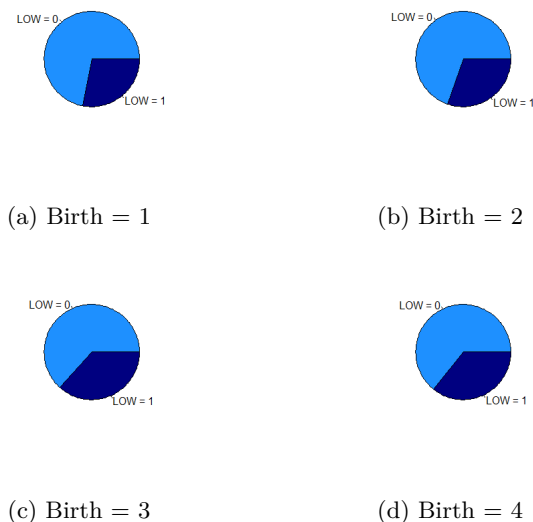 LOW = 0
LOW = 1
(a) Birth = 1
LOW = 0
LOW = 1
(b) Birth = 2
LOW = 0
LOW = 1
(c) Birth = 3
LOW = 0
LOW = 1
(d) Birth = 4